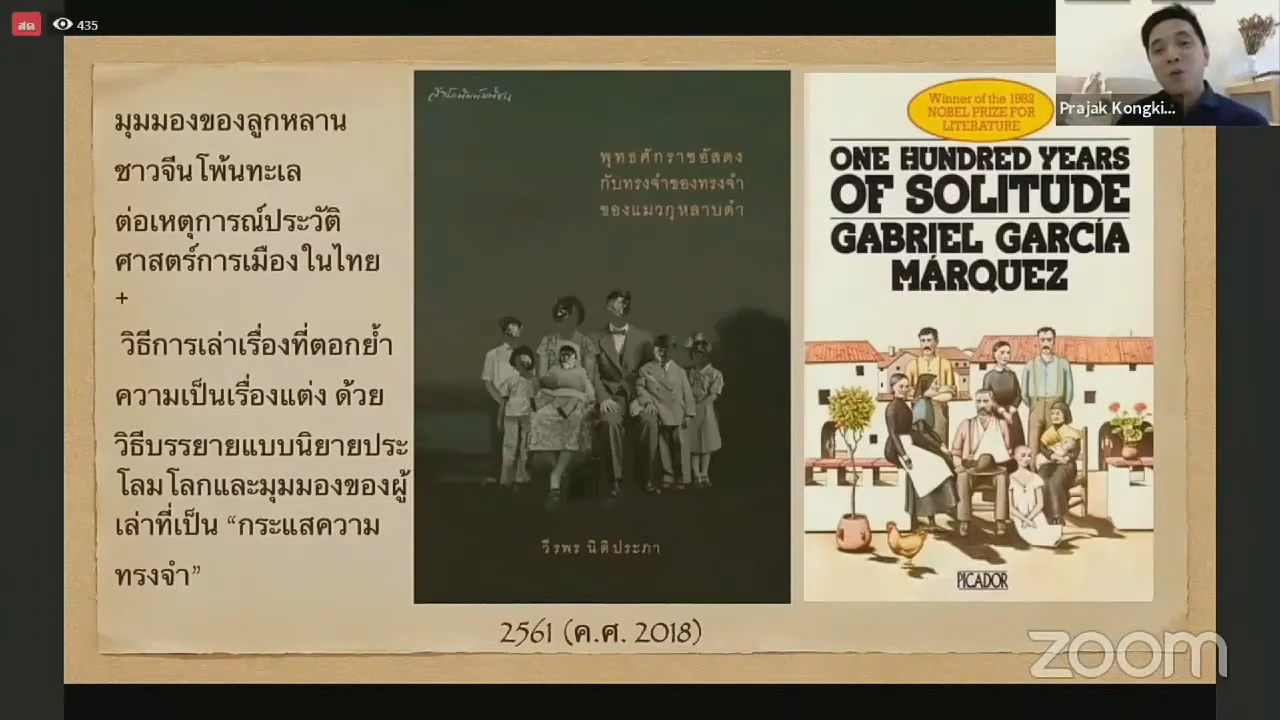 สด
435
มุมมองของลูกหลาน
ชาวจีนโพ้นทะเล
ต่อเหตุการณ์ประวัติ
ศาสตร์การเมืองในไทย
+
วิธีการเล่าเรื่องที่ตอกย้ำ
ความเป็นเรื่องแต่ง ด้วย
วิธีบรรยายแบบนิยายประ
โลมโลกและมุมมองของผู้
เล่าที่เป็น “กระแสความ
ทรงจำ”
พุทธศักราชอัสดง
กับทรงจำของทรงจำ
ของแมวกุหลาบดำ
วีรพร นิติประภา
Winner of the 1982
NOBEL PRIZE FOR
LITERATURE
ONE HUNDRED YEARS
OF SOLITUDE
GABRIEL GARCÍA
MÁRQUEZ
PICADOR
2561 (ค.ศ. 2018)
Prajak Kongki...
zoom